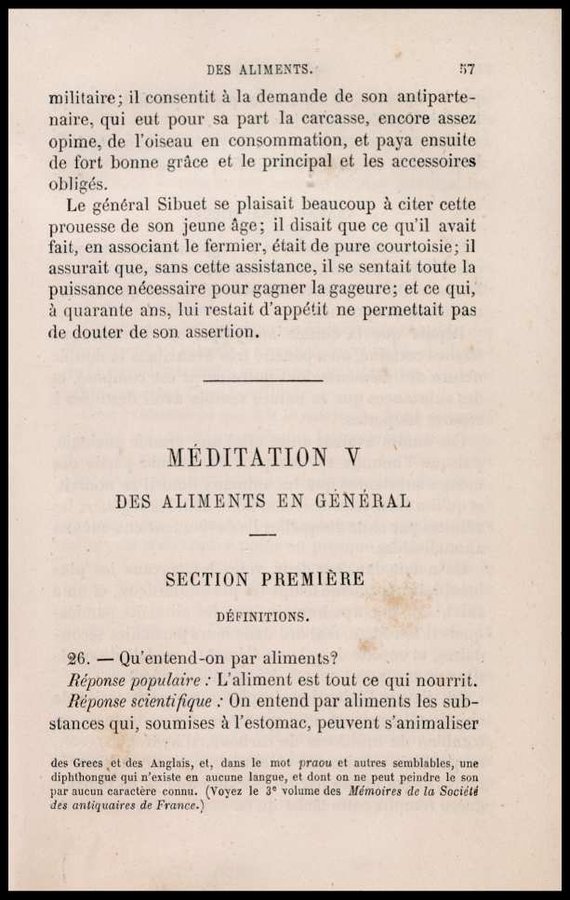 DES ALIMENTS. 57
militaire; il consentit à la demande de son antiparte-
naire, qui eut pour sa part la carcasse, encore assez
opime, de l'oiseau en consommation, et paya ensuite
de fort bonne grâce et le principal et les accessoires
obligés.
Le général Sibuet se plaisait beaucoup à citer cette
prouesse de son jeune âge; il disait que ce qu'il avait
fait, en associant le fermier, était de pure courtoisie; il
assurait que, sans cette assistance, il se sentait toute la
puissance nécessaire pour gagner la gageure; et ce qui,
à quarante ans, lui restait d'appétit ne permettait pas
de douter de son assertion.
MÉDITATION V
DES ALIMENTS EN GÉNÉRAL
SECTION PREMIÈRE
DÉFINITIONS.
26. — Qu'entend-on par aliments?
Réponse populaire : L'aliment est tout ce qui nourrit.
Réponse scientifique : On entend par aliments les sub-
stances qui, soumises à l'estomac, peuvent s'animaliser
des Grecs et des Anglais, et, dans le mot praou et autres semblables, une
diphthongue qui n'existe en aucune langue, et dont on ne peut peindre le son
par aucun caractère connu. (Voyez le 3e volume des Mémoires de la Société
des antiquaires de France.)